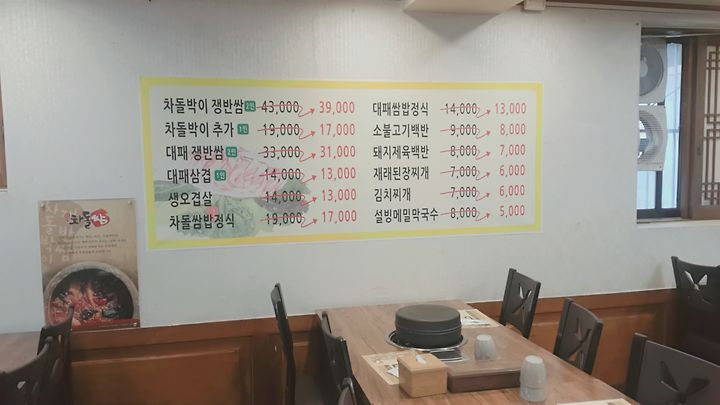 차돌박이 쟁반쌈 2인 43,000 39,000
차돌박이 추가 1인 19,000 17,000
대패 쟁반쌈 2인 33,000 31,000
대패삼겹 1인 14,000 13,000
생오겹살 14,000 13,000
차돌쌈밥정식 19,000 17,000
대패쌈밥정식 14,000 13,000
소불고기백반 9,000 8,000
돼지제육백반 8,000 7,000
재래된장찌개 7,000 6,000
김치찌개 7,000 6,000
설빙메밀막국수 8,000 5,000
차돌박이